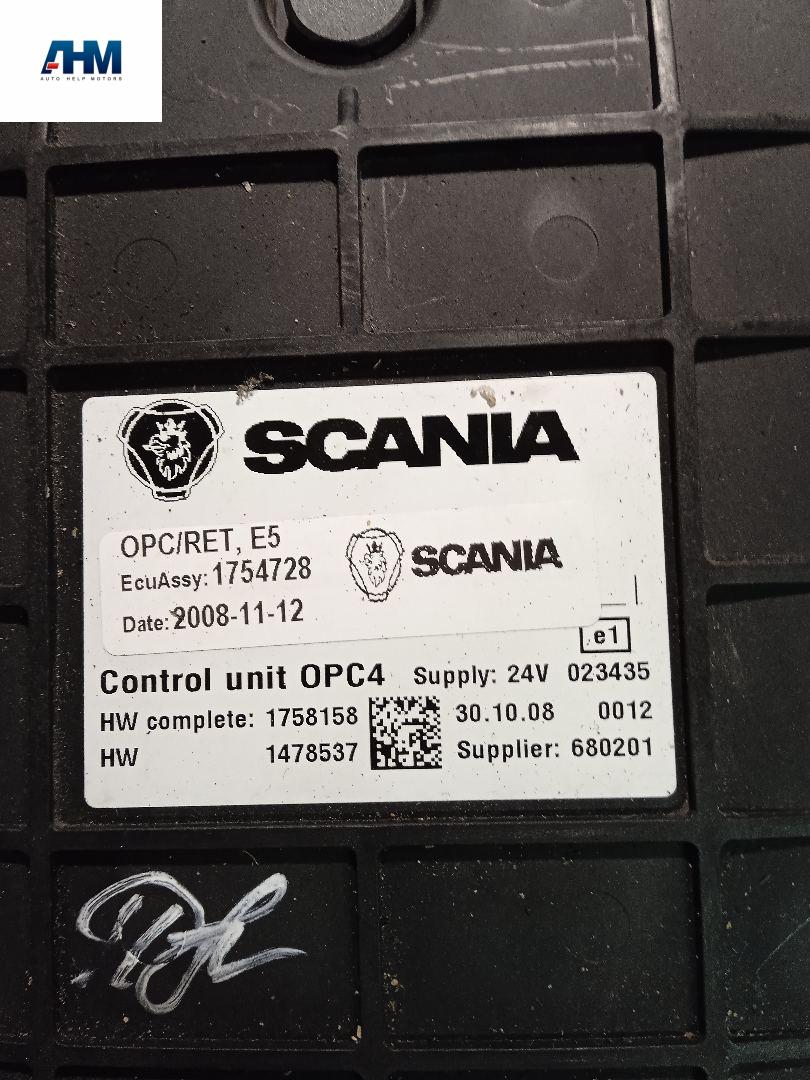 AHM
AUTO HELP MOTORS
SCANIA
OPC/RET, E5
EcuAssy: 1754728
SCANIA
Date: 2008-11-12
e1
Control unit OPC4 Supply: 24V 023435
HW complete: 1758158 30.10.08 0012
HW 1478537 Supplier: 680201